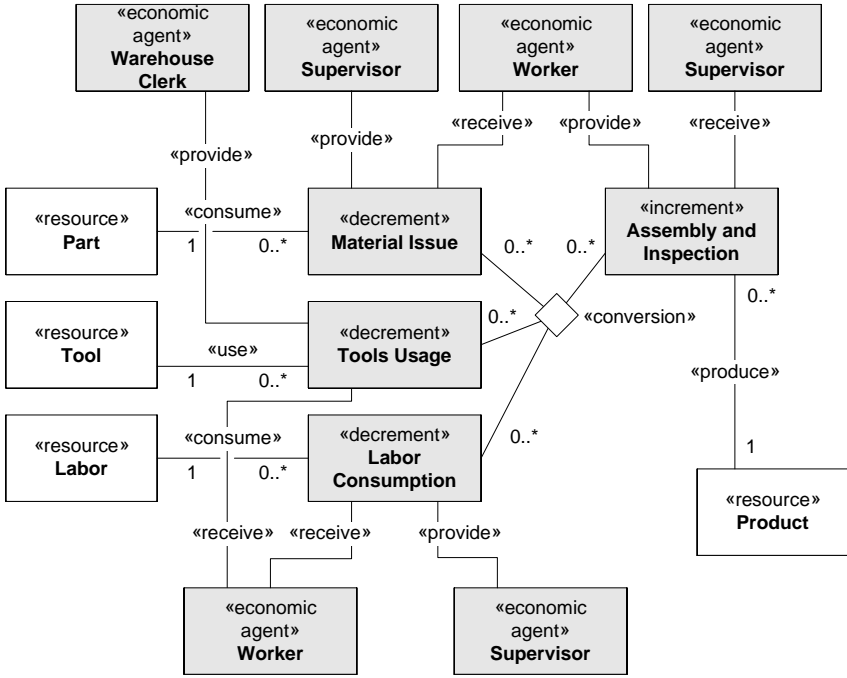 «economic
agent»
Warehouse
Clerk
«economic
agent»
Supervisor
«economic
agent»
Worker
«economic
agent»
Supervisor
«provide»
«provide»
«receive»
«provide»
«receive»
«resource»
Part
«consume»
1
0..*
«decrement»
Material Issue
0..*
0..*
«increment»
Assembly and
Inspection
0..*
«resource»
Tool
«use»
1
0..*
«decrement»
Tools Usage
0..*
«conversion»
«produce»
«resource»
Labor
«consume»
1
0..*
«decrement»
Labor
Consumption
0..*
1
«resource»
Product
«receive»
«receive»
«provide»
«economic
agent»
Worker
«economic
agent»
Supervisor